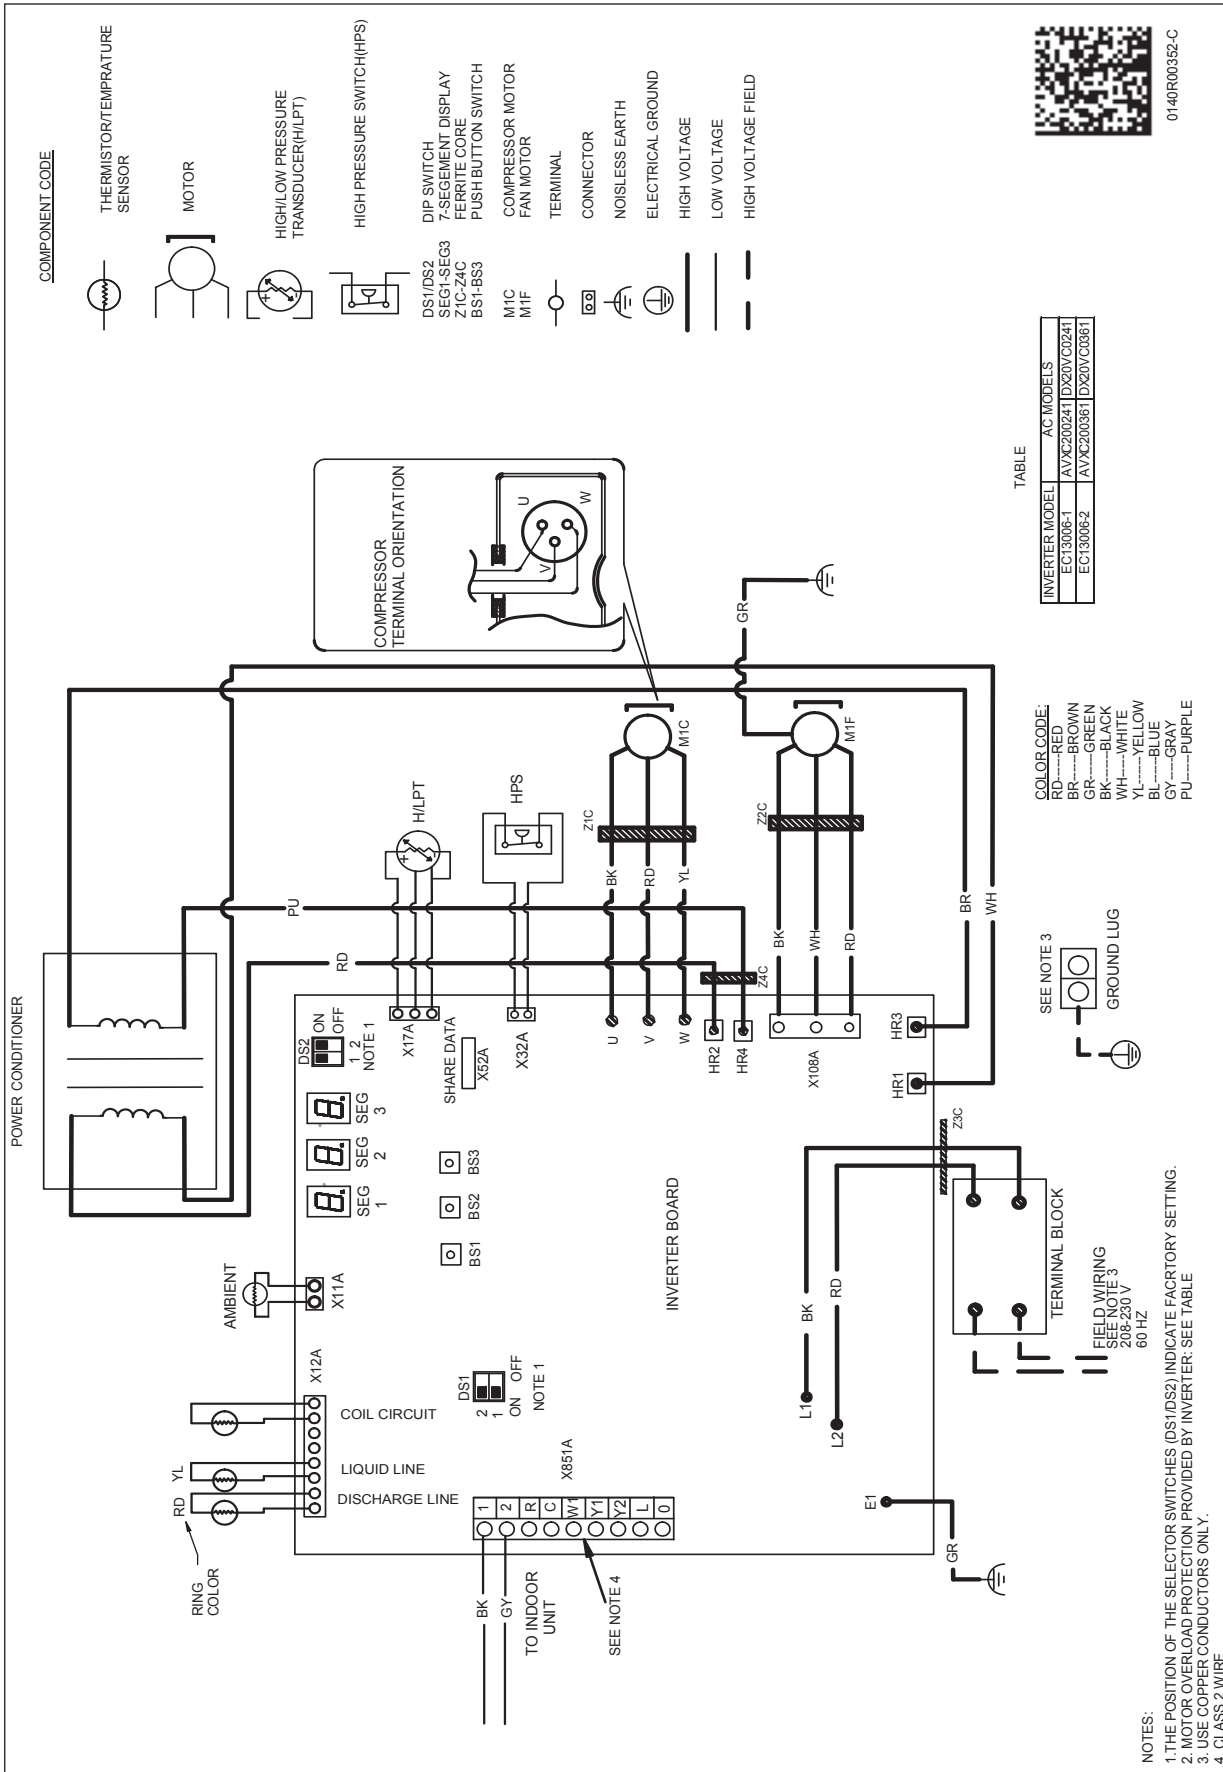 POWER CONDITIONER
COMPONENT CODE
THERMISTOR/TEMPRATURE
SENSOR
MOTOR
HIGH/LOW PRESSURE
TRANSDUCER(H/LPT)
HIGH PRESSURE SWITCH(HPS)
DS1/DS2 DIP SWITCH
SEG1-SEG3 7-SEGEMENT DISPLAY
Z1C-Z4C FERRITE CORE
BS1-BS3 PUSH BUTTON SWITCH
M1C COMPRESSOR MOTOR
M1F FAN MOTOR
TERMINAL
CONNECTOR
NOISLESS EARTH
ELECTRICAL GROUND
HIGH VOLTAGE
LOW VOLTAGE
HIGH VOLTAGE FIELD
RING
COLOR
RD
YL
X12A
COIL CIRCUIT
LIQUID LINE
DISCHARGE LINE
AMBIENT
X11A
SEG
1
SEG
2
SEG
3
DS2
ON
OFF
1 2
NOTE 1
X17A
H/LPT
+
-
SHARE DATA
X52A
X32A
HPS
BS1
BS2
BS3
DS1
2
1
ON OFF
NOTE 1
X851A
1
2
R
C
W1
Y1
Y2
L
0
BK
GY
TO INDOOR
UNIT
SEE NOTE 4
INVERTER BOARD
RD
PU
U
V
W
BK
RD
YL
Z1C
M1C
HR2
HR4
Z4C
X108A
BK
WH
RD
Z2C
M1F
GR
HR1
HR3
BR
WH
COMPRESSOR
TERMINAL ORIENTATION
U
V
W
L1
L2
BK
RD
Z3C
TERMINAL BLOCK
FIELD WIRING
SEE NOTE 3
208-230 V
60 HZ
E1
GR
SEE NOTE 3
GROUND LUG
COLOR CODE:
RD------RED
BR------BROWN
GR------GREEN
BK------BLACK
WH-----WHITE
YL------YELLOW
BL-----BLUE
GY-----GRAY
PU-----PURPLE
TABLE
INVERTER MODEL AC MODELS
EC13006-1 AVXC200241 DX20VC0241
EC13006-2 AVXC200361 DX20VC0361
0140R00352-C
NOTES:
1.THE POSITION OF THE SELECTOR SWITCHES (DS1/DS2) INDICATE FACRTORY SETTING.
2. MOTOR OVERLOAD PROTECTION PROVIDED BY INVERTER: SEE TABLE
3. USE COPPER CONDUCTORS ONLY.
4. CLASS 2 WIRE